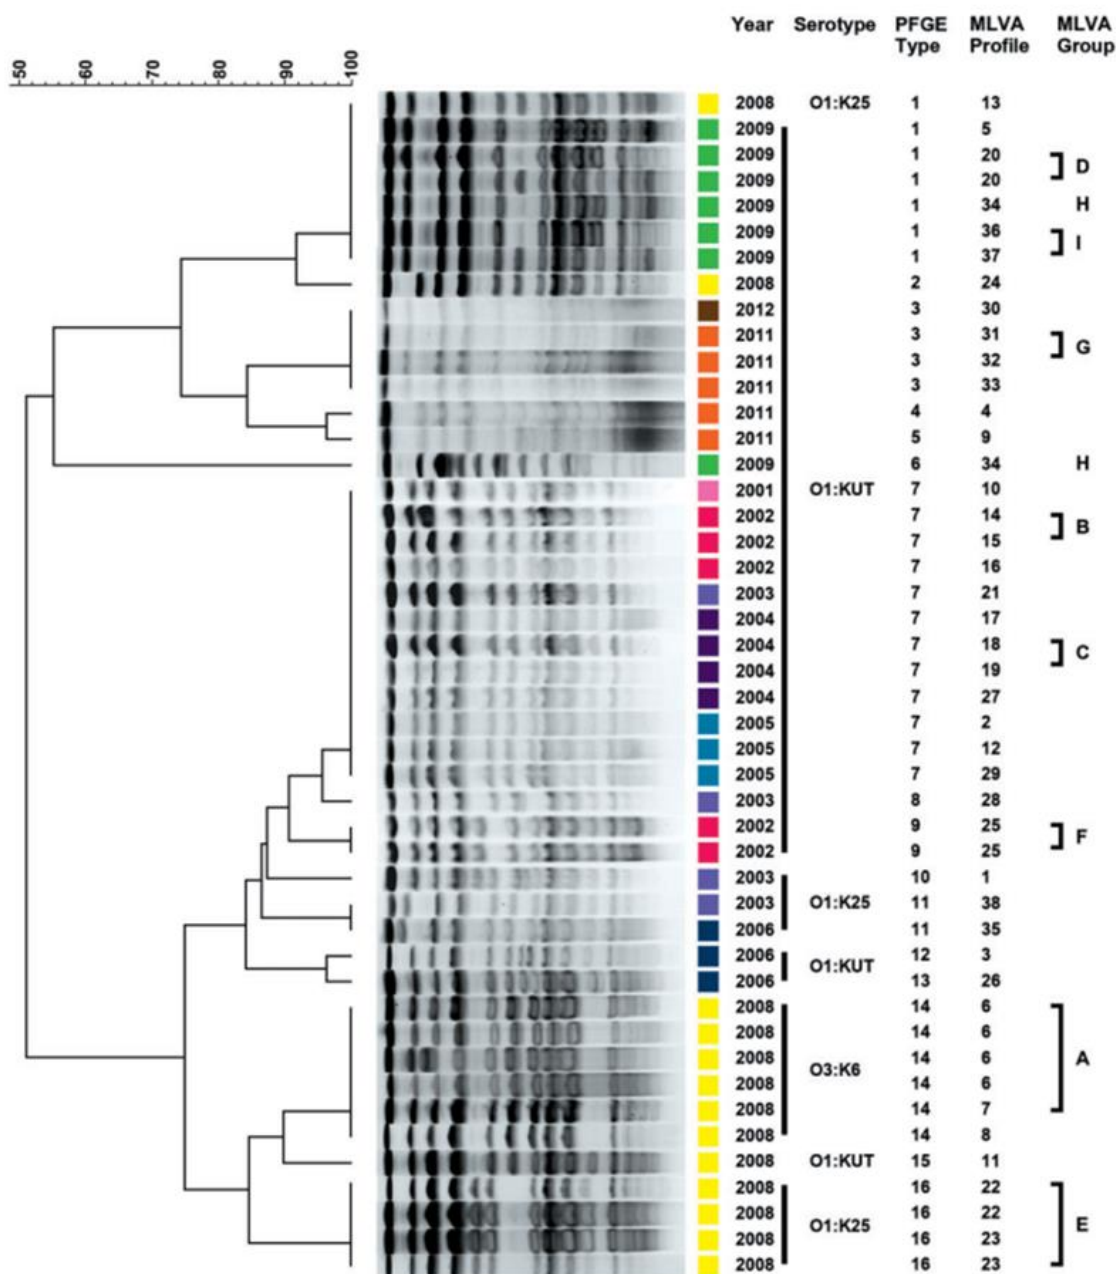 Year Serotype PFGE Type MLVA Profile MLVA Group
50 60 70 80 90 100
2008 O1:K25 1 13
2009 1 5
2009 1 20
D
2009 1 20
2009 1 34 H
2009 1 36
I
2009 1 37
2008 2 24
2012 3 30
2011 3 31
G
2011 3 32
2011 3 33
2011 4 4
2011 5 9
2009 6 34 H
2001 O1:KUT 7 10
2002 7 14
B
2002 7 15
2002 7 16
2003 7 21
2004 7 17
2004 7 18
C
2004 7 19
2004 7 27
2005 7 2
2005 7 12
2005 7 29
2003 8 28
2002 9 25
F
2002 9 25
2003 10 1
2003 O1:K25 11 38
2006 11 35
2006 12 3
O1:KUT
2006 13 26
2008 14 6
2008 14 6
2008 14 6 A
O3:K6
2008 14 6
2008 14 7
2008 14 8
2008 O1:KUT 15 11
2008 16 22
2008 16 22
O1:K25 E
2008 16 23
2008 16 23